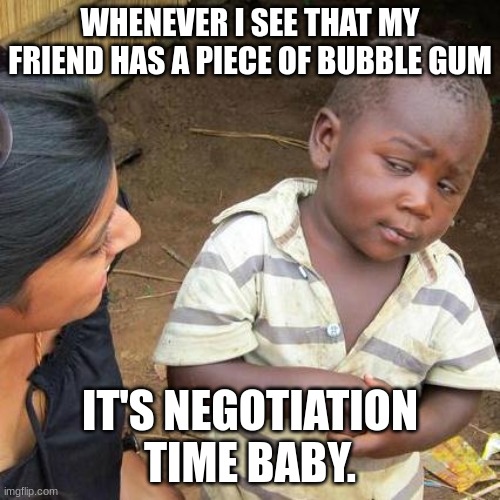 WHENEVER I SEE THAT MY
FRIEND HAS A PIECE OF BUBBLE GUM
IT'S NEGOTIATION
TIME BABY.
imgflip.com